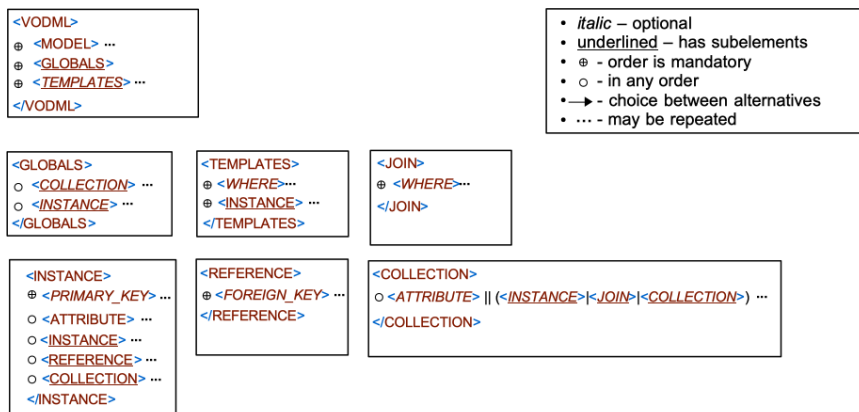 <VODML>
⊕ <MODEL> ...
⊕ <GLOBALS>
⊕ <TEMPLATES> ...
</VODML>
• italic – optional
• underlined – has subelements
• ⊕ - order is mandatory
• ○ - in any order
• → - choice between alternatives
• ... - may be repeated
<GLOBALS>
○ <COLLECTION> ...
○ <INSTANCE> ...
</GLOBALS>
<TEMPLATES>
⊕ <WHERE>...
⊕ <INSTANCE> ...
</TEMPLATES>
<JOIN>
⊕ <WHERE>...
</JOIN>
<INSTANCE>
⊕ <PRIMARY_KEY> ...
○ <ATTRIBUTE> ...
○ <INSTANCE> ...
○ <REFERENCE> ...
○ <COLLECTION> ...
</INSTANCE>
<REFERENCE>
⊕ <FOREIGN_KEY> ...
</REFERENCE>
<COLLECTION>
○ <ATTRIBUTE> || (<INSTANCE>|<JOIN>|<COLLECTION>) ...
</COLLECTION>